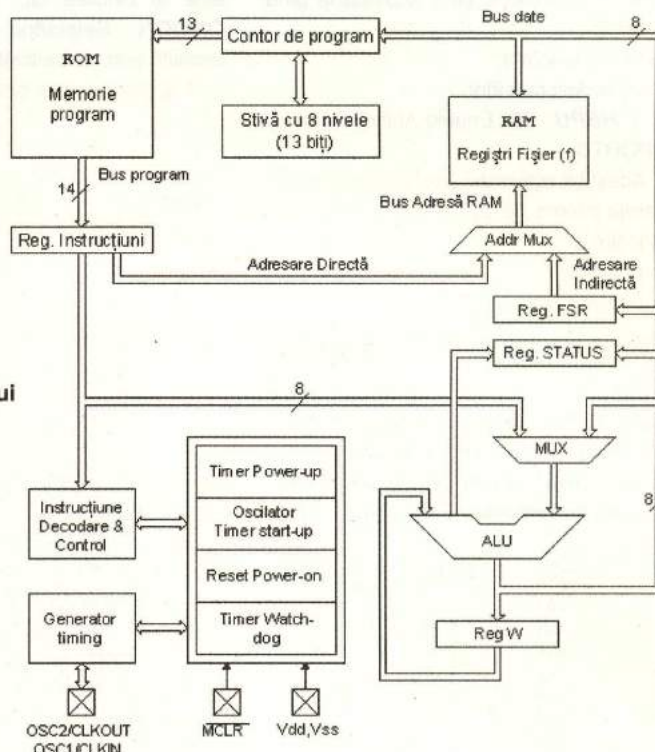 13
Bus date
8
Contor de program
ROM
Memorie
program
Stivă cu 8 nivele
(13 biți)
RAM
Regiștri Fișier (f)
14
Bus program
Bus Adresă RAM
Reg. Instrucțiuni
Addr Mux
Adresare Directă
Adresare
Indirectă
Reg. FSR
Reg. STATUS
ui
8
MUX
Timer Power-up
Instrucțiune
Decodare &
Control
Oscilator
Timer start-up
8
ALU
Reset Power-on
Generator
timing
Timer Watch-
dog
Reg W
OSC2/CLKOUT
OSC1/CLKIN
MCLR
Vdd,Vss